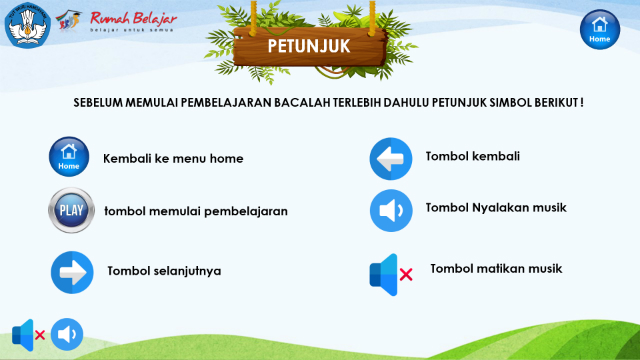 Rumah Belajar
belajar untuk semua
PETUNJUK
Home
SEBELUM MEMULAI PEMBELAJARAN BACALAH TERLEBIH DAHULU PETUNJUK SIMBOL BERIKUT !
Home
Kembali ke menu home
Tombol kembali
PLAY
tombol memulai pembelajaran
Tombol Nyalakan musik
Tombol selanjutnya
Tombol matikan musik